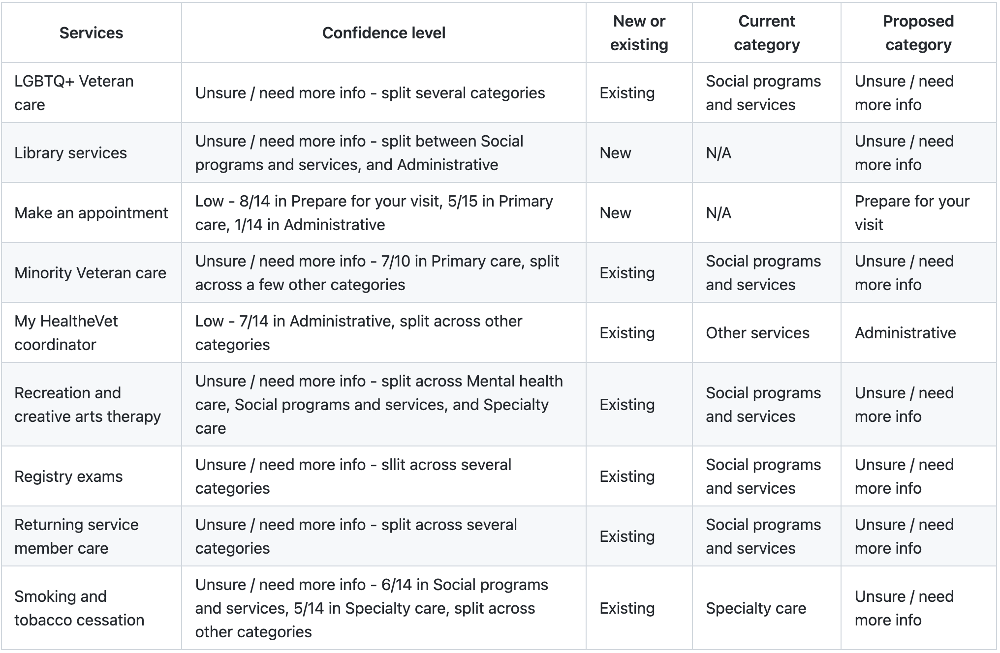 Services
Confidence level
New or
existing
Current
category
Proposed
category
LGBTQ+ Veteran
care
Unsure / need more info - split several categories
Existing
Social programs
and services
Unsure / need
more info
Library services
Unsure / need more info - split between Social
programs and services, and Administrative
New
N/A
Unsure / need
more info
Make an appointment
Low - 8/14 in Prepare for your visit, 5/15 in Primary
care, 1/14 in Administrative
New
N/A
Prepare for your
visit
Minority Veteran care
Unsure / need more info - 7/10 in Primary care, split
across a few other categories
Existing
Social programs
and services
Unsure / need
more info
My HealtheVet
coordinator
Low - 7/14 in Administrative, split across other
categories
Existing
Other services
Administrative
Recreation and
creative arts therapy
Unsure / need more info - split across Mental health
care, Social programs and services, and Specialty
care
Existing
Social programs
and services
Unsure / need
more info
Registry exams
Unsure / need more info - sllit across several
categories
Existing
Social programs
and services
Unsure / need
more info
Returning service
member care
Unsure / need more info - split across several
categories
Existing
Social programs
and services
Unsure / need
more info
Smoking and
tobacco cessation
Unsure / need more info - 6/14 in Social programs
and services, 5/14 in Specialty care, split across
other categories
Existing
Specialty care
Unsure / need
more info